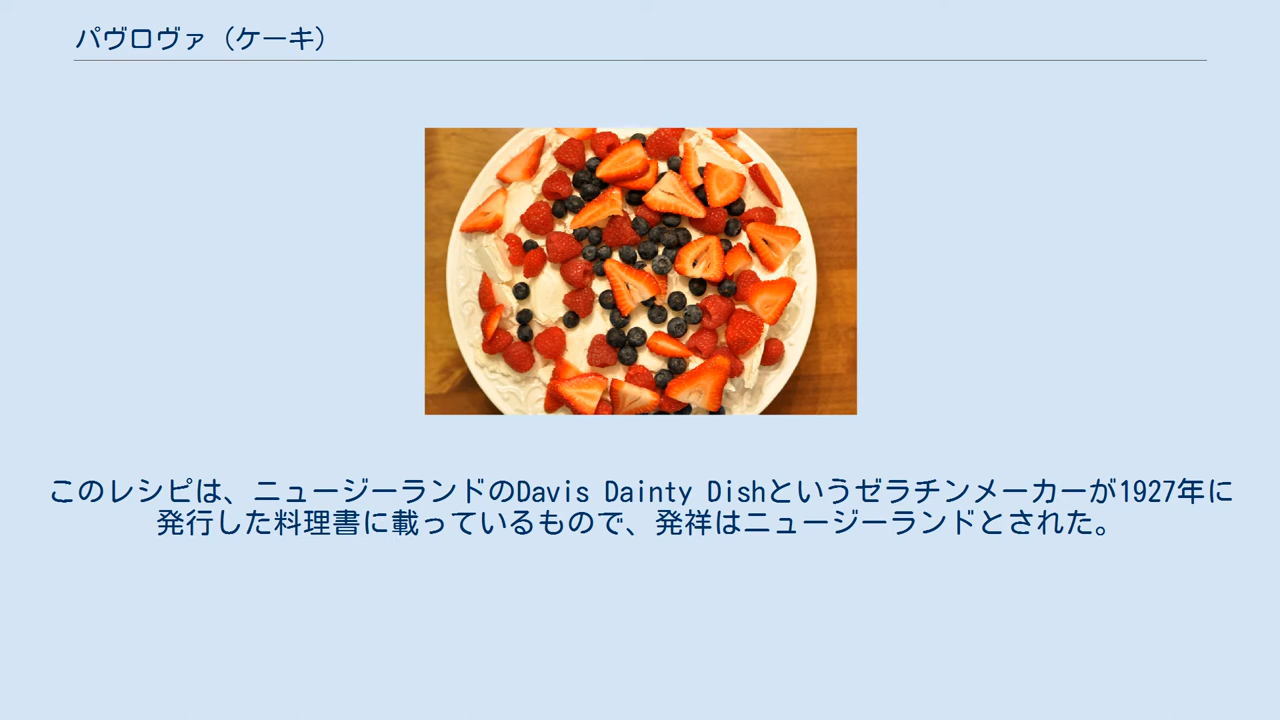 パヴロヴァ（ケーキ）
このレシピは、ニュージーランドのDavis Dainty Dishというゼラチンメーカーが1927年に
発行した料理書に載っているもので、発祥はニュージーランドとされた。